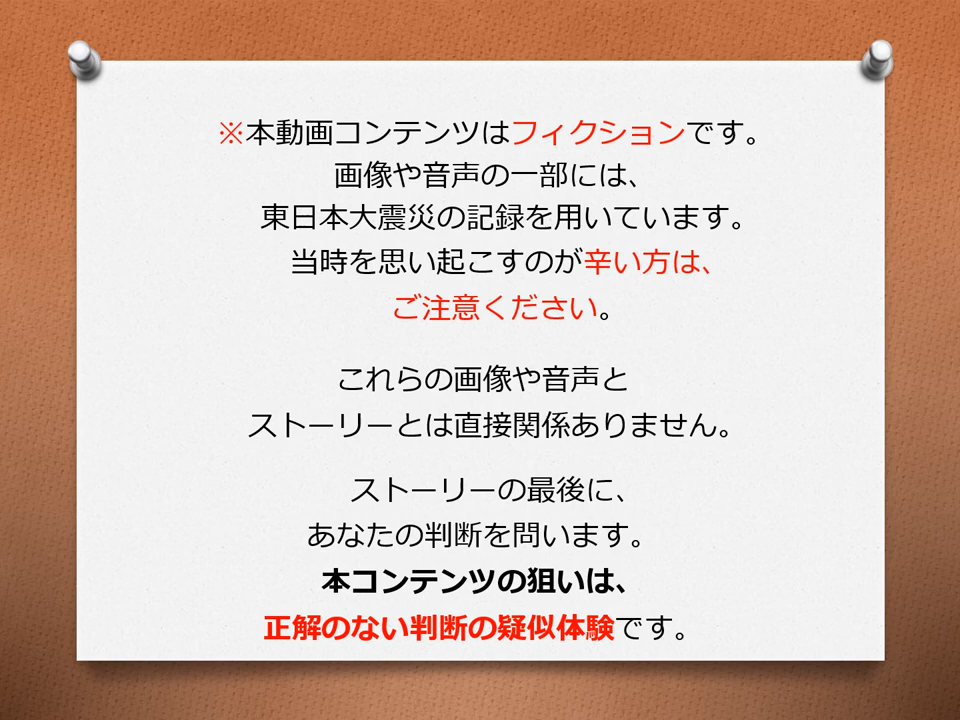 ※本動画コンテンツはフィクションです。
画像や音声の一部には、
東日本大震災の記録を用いています。
当時を思い起こすのが辛い方は、
ご注意ください。
これらの画像や音声と
ストーリーとは直接関係ありません。
ストーリーの最後に、
あなたの判断を問います。
本コンテンツの狙いは、
正解のない判断の疑似体験です。